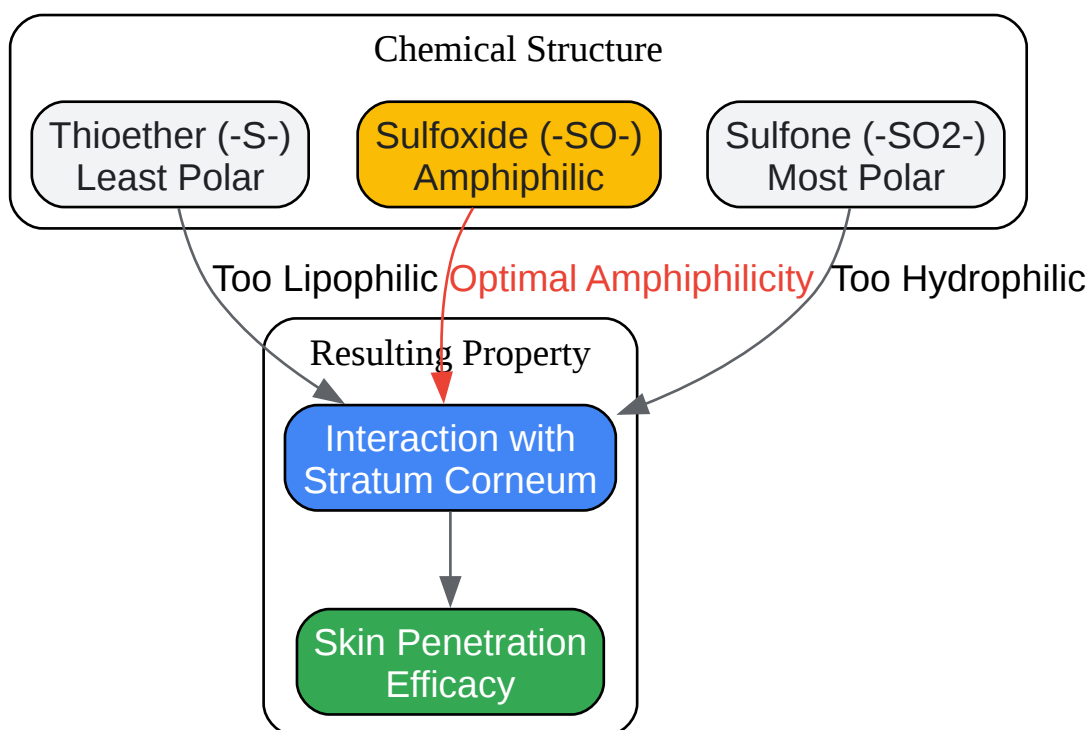 Chemical Structure
Thioether (-S-)
Least Polar
Sulfoxide (-SO-)
Amphiphilic
Sulfone (-SO2-)
Most Polar
Too Lipophilic
Optimal Amphiphilicity
Too Hydrophilic
Resulting Property
Interaction with
Stratum Corneum
Skin Penetration
Efficacy